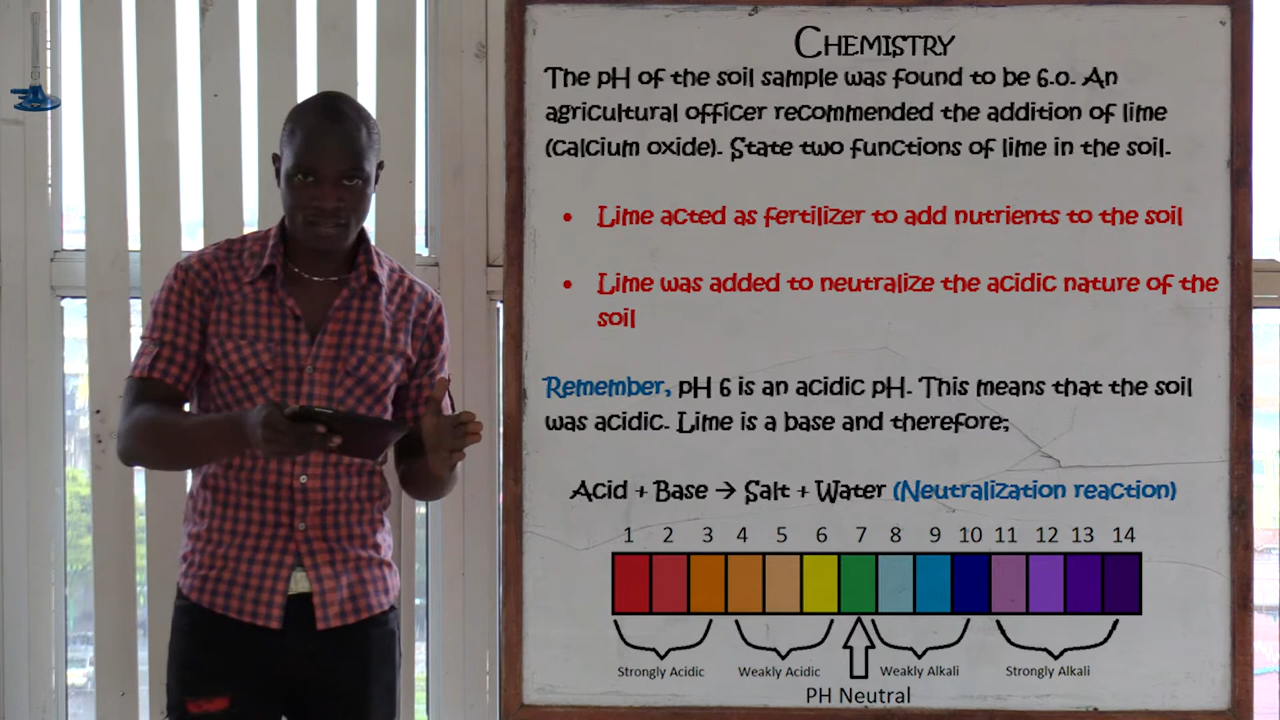 CHEMISTRY
The pH of the soil sample was found to be 6.0. An
agricultural officer recommended the addition of lime
(calcium oxide). State two functions of lime in the soil.
• Lime acted as fertilizer to add nutrients to the soil
• Lime was added to neutralize the acidic nature of the
soil
Remember, pH 6 is an acidic pH. This means that the soil
was acidic. Lime is a base and therefore;
Acid + Base → Salt + Water (Neutralization reaction)
1 2 3 4 5 6 7 8 9 10 11 12 13 14
Strongly Acidic Weakly Acidic Weakly Alkali Strongly Alkali
PH Neutral